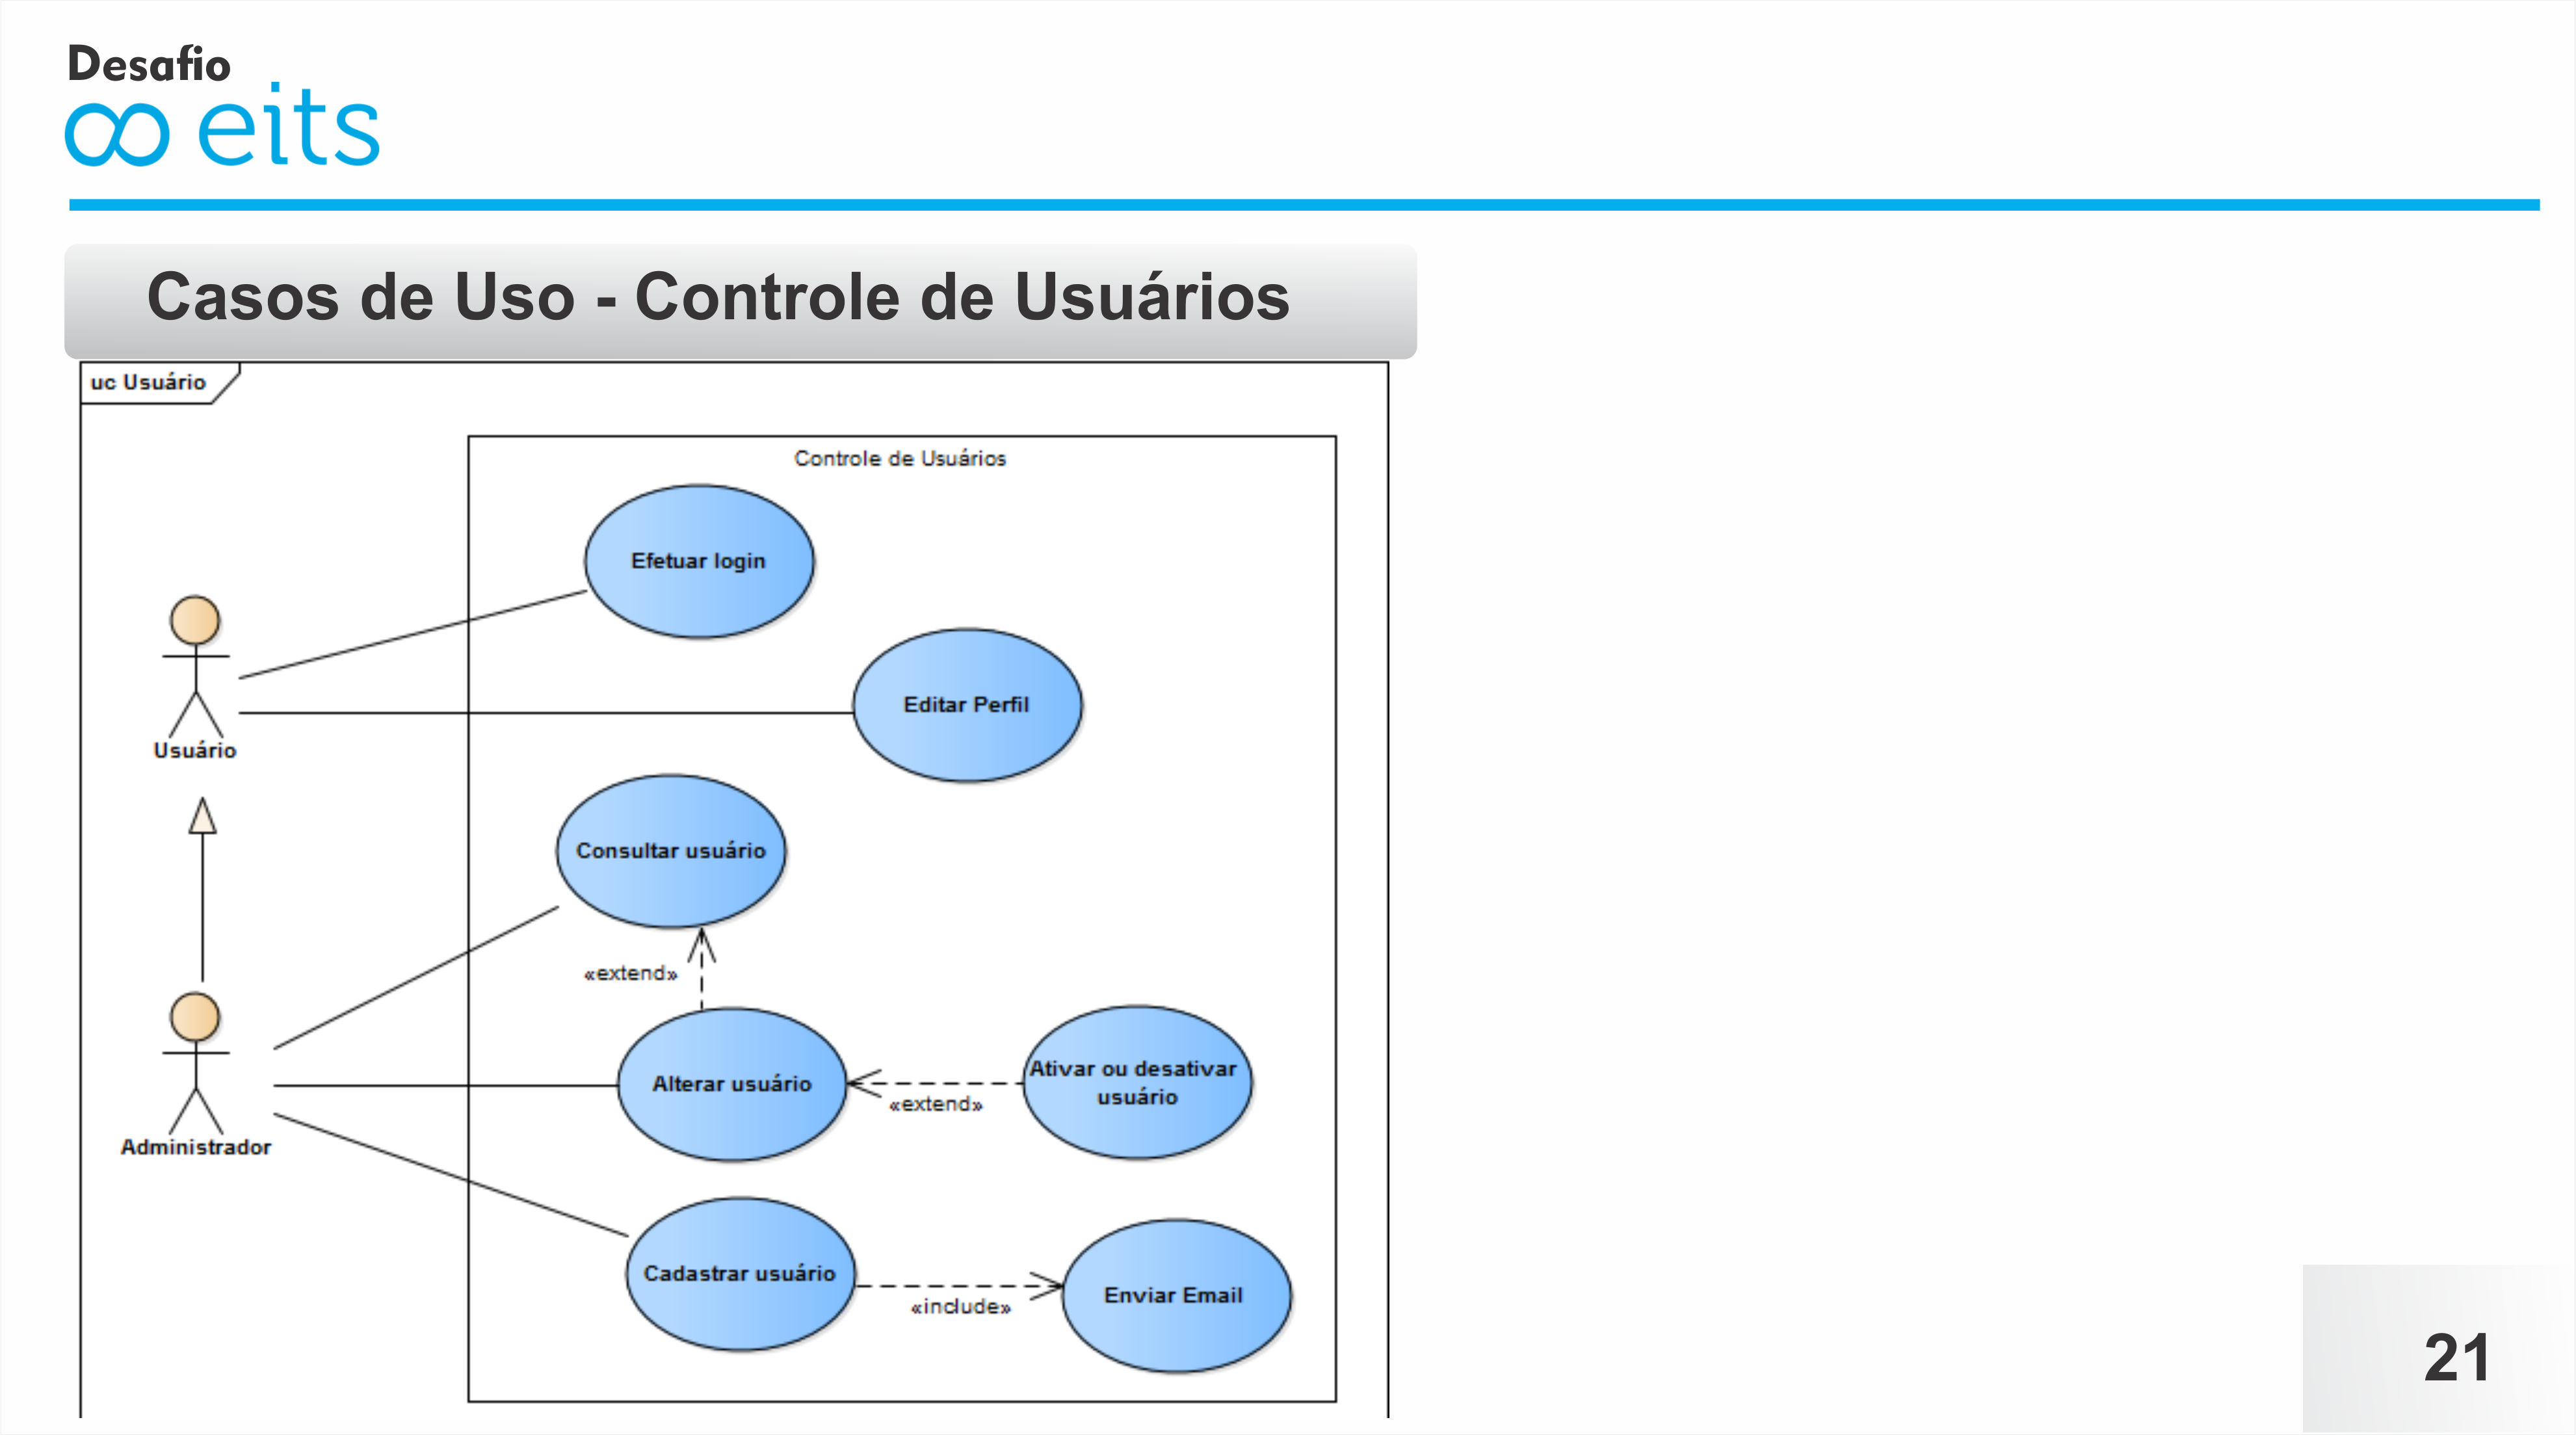 Desafio
eits
Casos de Uso - Controle de Usuários
uc Usuário
Controle de Usuários
Efetuar login
Editar Perfil
Usuário
Consultar usuário
«extend»
Alterar usuário
«extend»
Ativar ou desativar
usuário
Administrador
Cadastrar usuário
«include»
Enviar Email
21